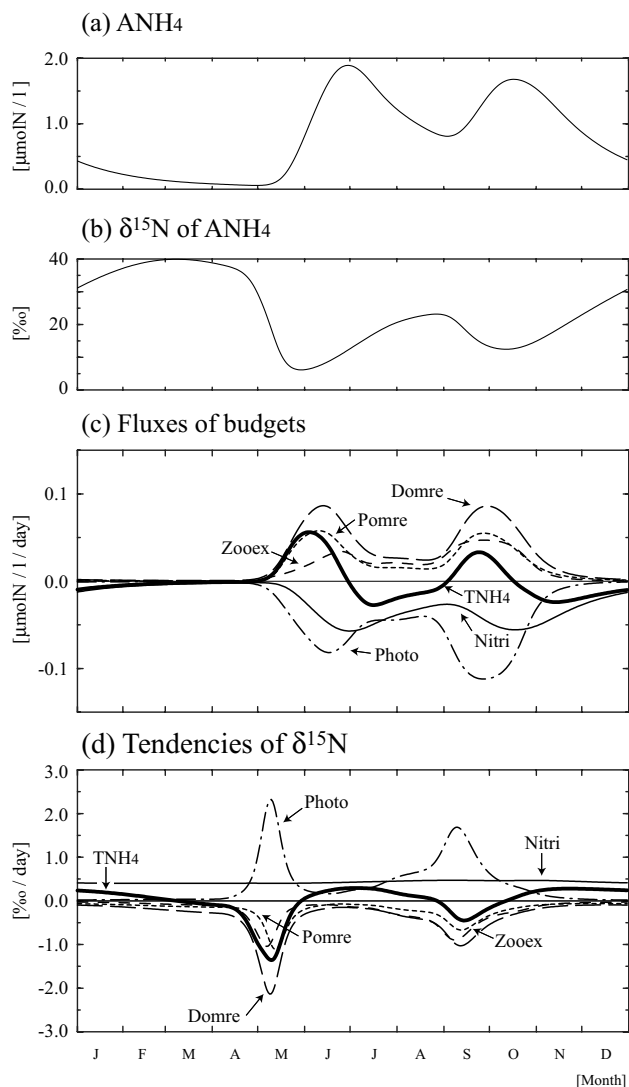 (a) ANH4
2.0
1.0
0.0
[µmolN / l]
(b) δ15N of ANH4
40
20
0
[‰]
(c) Fluxes of budgets
0.1
0.0
-0.1
[µmolN / l / day]
Domre
Pomre
Zooex
TNH4
Nitri
Photo
(d) Tendencies of δ15N
3.0
2.0
1.0
0.0
-1.0
-2.0
-3.0
[‰ / day]
Photo
Nitri
TNH4
Pomre
Zooex
Domre
J F M A M J J A S O N D
[Month]